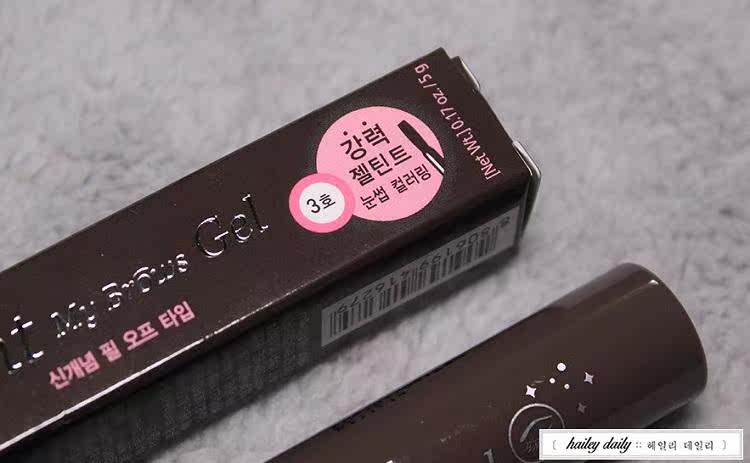 [Net Wt.] 0.17 oz. / 5g
강력
젤틴트
눈썹 컬러링
3호
My Brows Gel
신개념 필 오프 타입
[ hailey daily :: 헤일리 데일리 ]